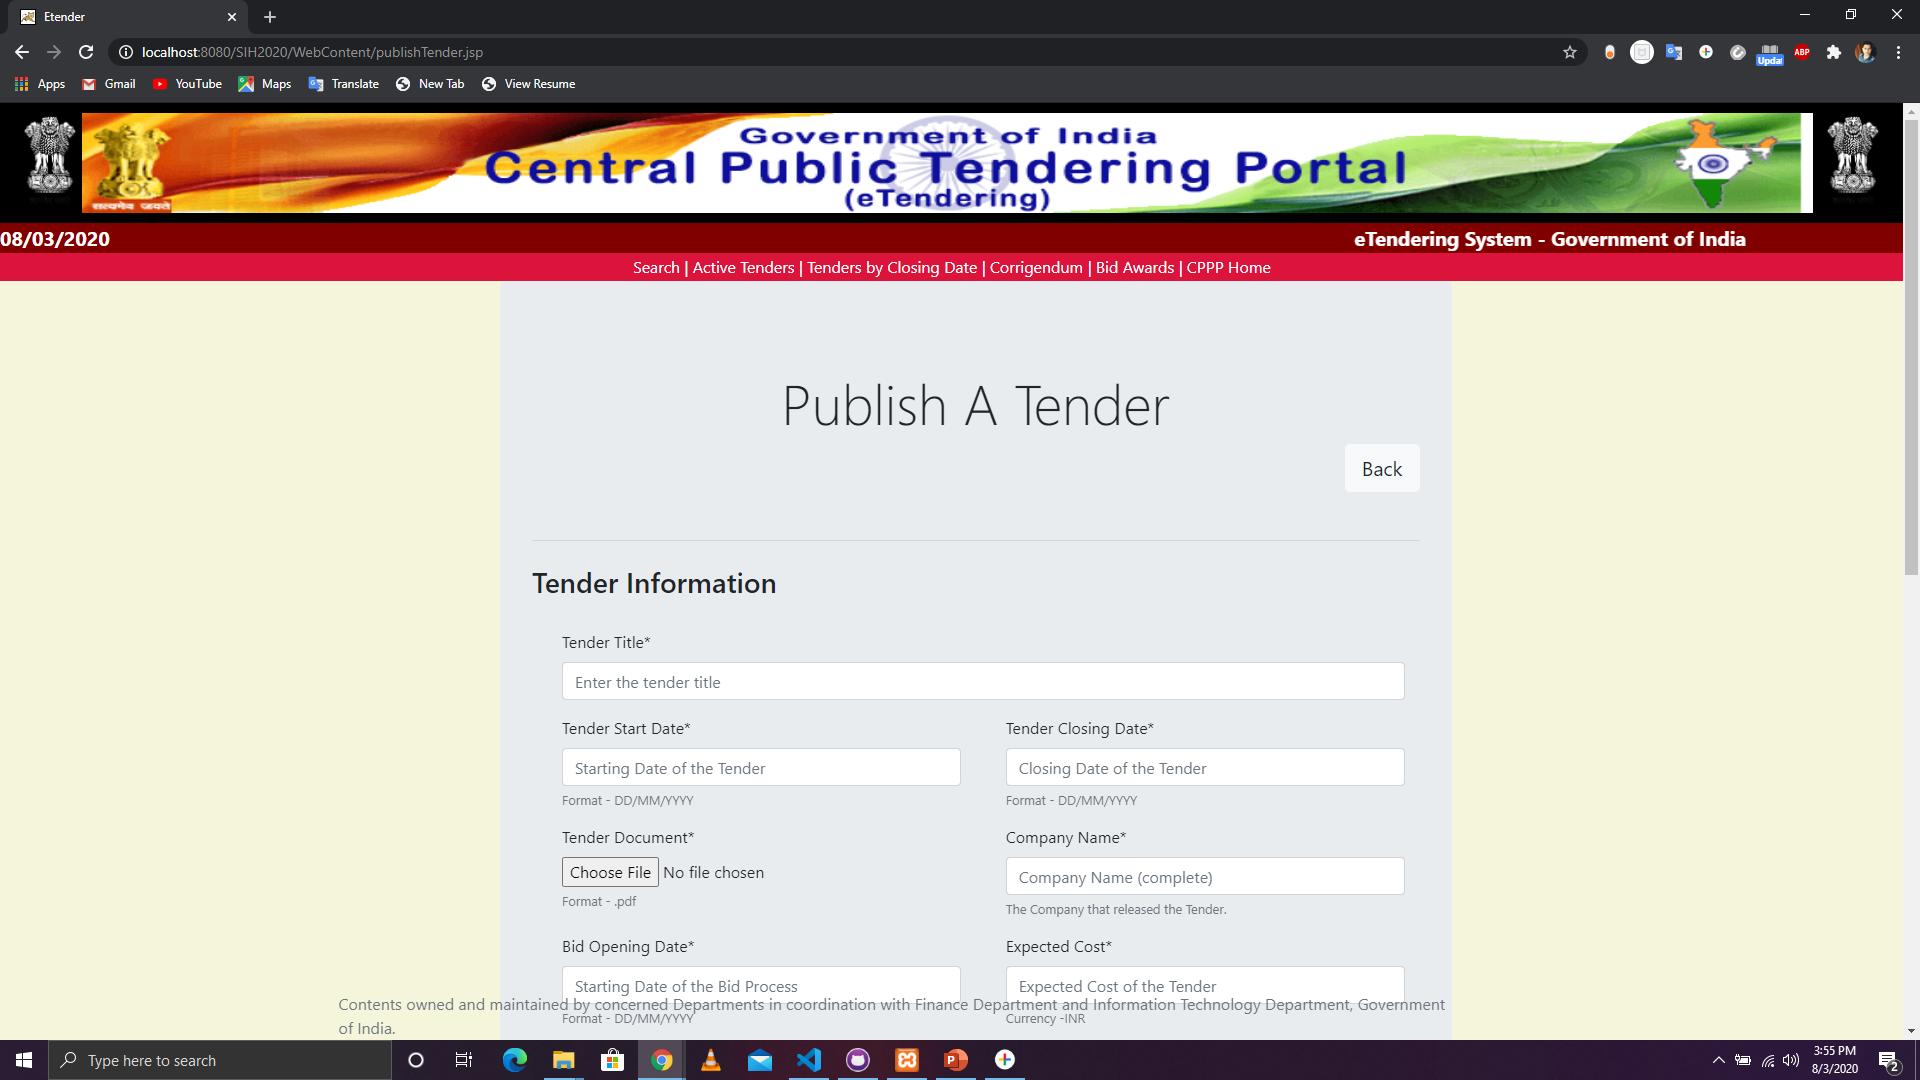 Etender
localhost:8080/SIH2020/WebContent/publishTender.jsp
Updat
ABP
Apps Gmail YouTube Maps Translate New Tab View Resume
Government of India
Central Public Tendering Portal
(eTendering)
सत्यमेव जयते
08/03/2020 eTendering System - Government of India
Search | Active Tenders | Tenders by Closing Date | Corrigendum | Bid Awards | CPPP Home
Publish A Tender
Back
Tender Information
Tender Title*
Enter the tender title
Tender Start Date* Tender Closing Date*
Starting Date of the Tender Closing Date of the Tender
Format - DD/MM/YYYY Format - DD/MM/YYYY
Tender Document* Company Name*
Choose File No file chosen Company Name (complete)
Format - .pdf The Company that released the Tender.
Bid Opening Date* Expected Cost*
Starting Date of the Bid Process Expected Cost of the Tender
Contents owned and maintained by concerned Departments in coordination with Finance Department and Information Technology Department, Government
Format - DD/MM/YYYY Currency -INR
of India.
Type here to search
3:55 PM
8/3/2020
2